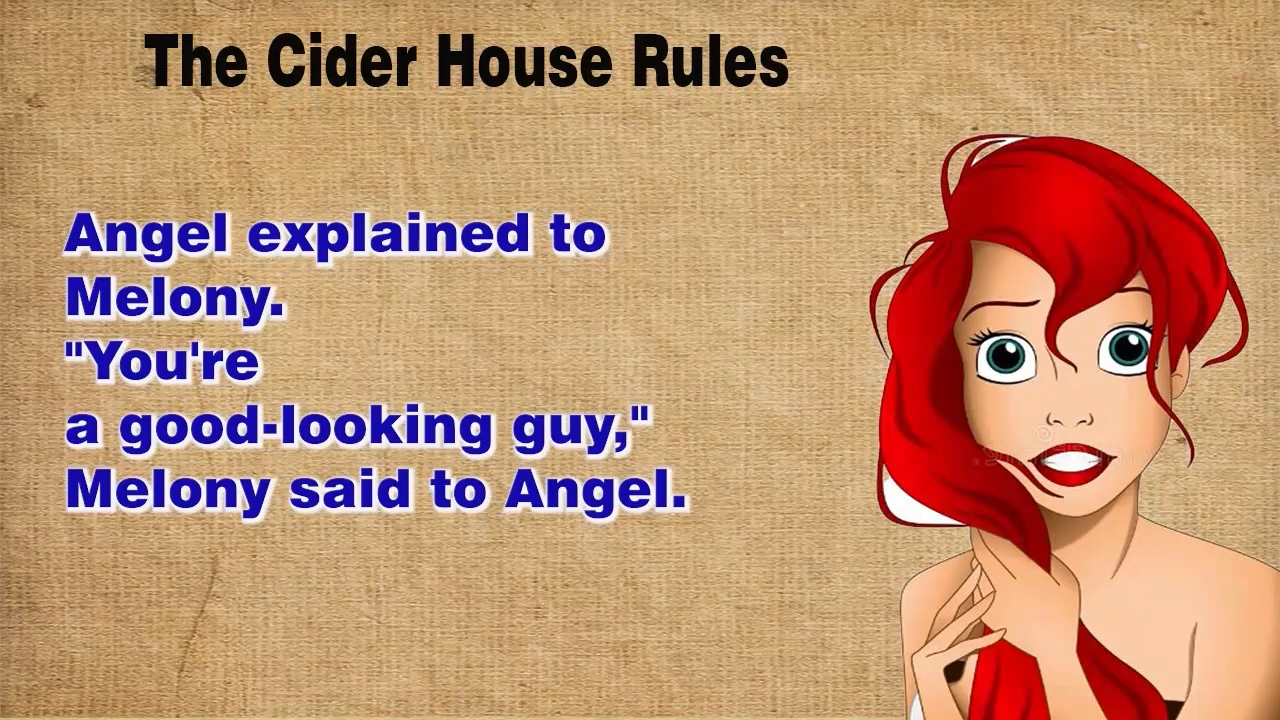 The Cider House Rules
Angel explained to
Melony.
"You're
a good-looking guy,"
Melony said to Angel.